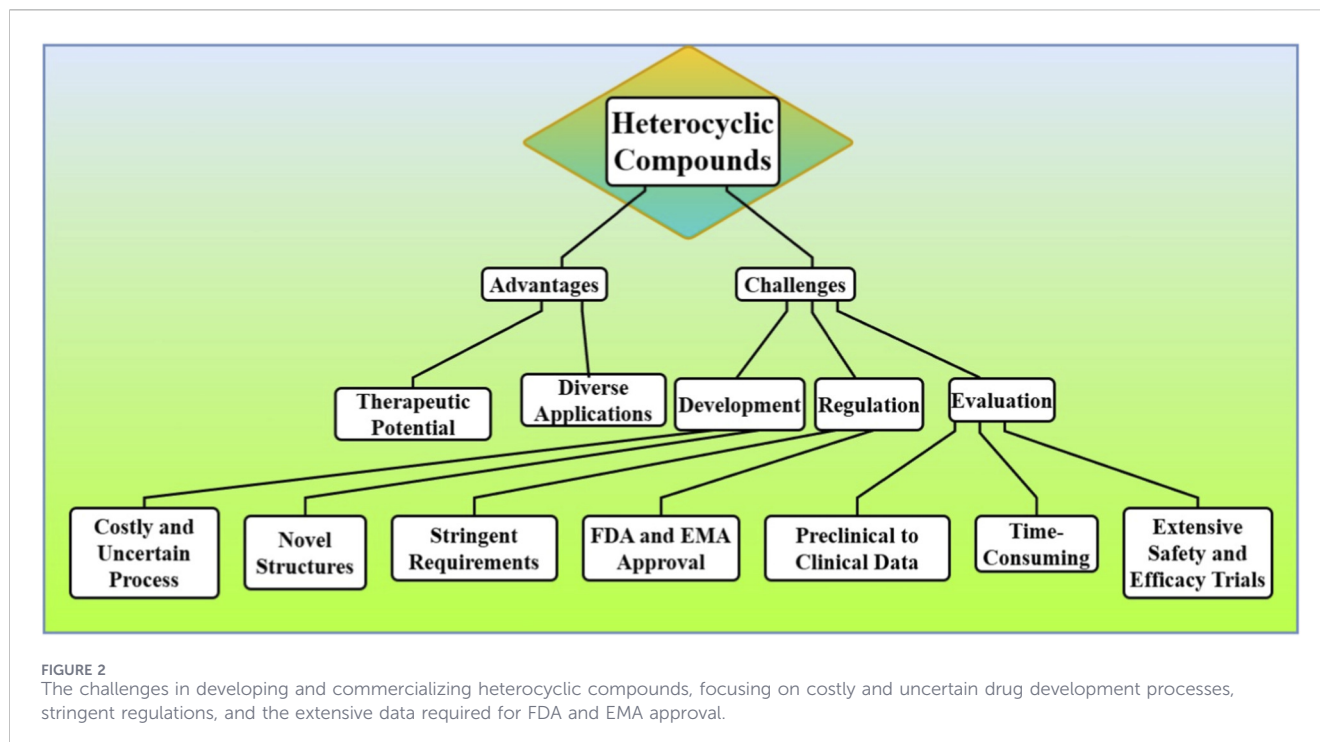 Heterocyclic
Compounds
Advantages
Challenges
Therapeutic
Potential
Diverse
Applications
Development
Regulation
Evaluation
Costly and
Uncertain
Process
Novel
Structures
Stringent
Requirements
FDA and EMA
Approval
Preclinical to
Clinical Data
Time-
Consuming
Extensive
Safety and
Efficacy Trials
FIGURE 2
The challenges in developing and commercializing heterocyclic compounds, focusing on costly and uncertain drug development processes,
stringent regulations, and the extensive data required for FDA and EMA approval.